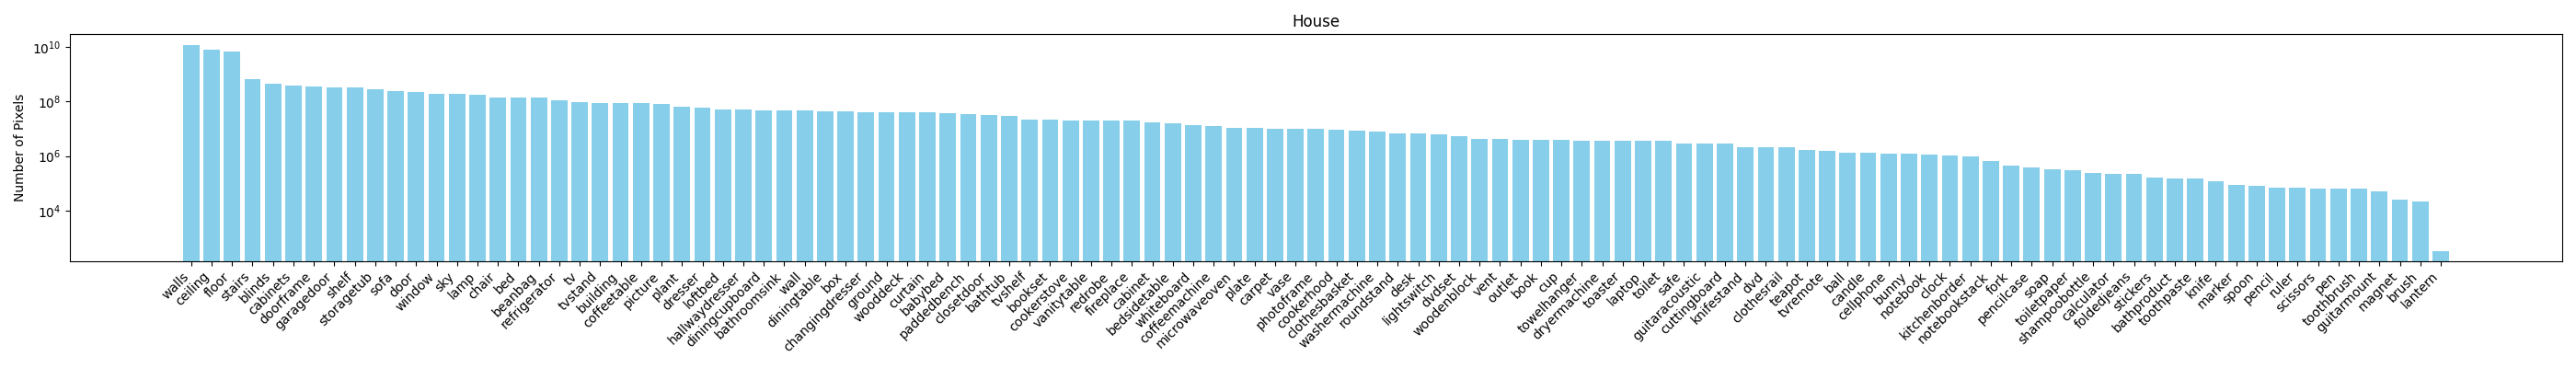 House
Number of Pixels
10^10
10^8
10^6
10^4
walls
ceiling
floor
stairs
blinds
cabinets
doorframe
garagedoor
shelf
storagetub
sofa
door
window
sky
lamp
chair
bed
beanbag
refrigerator
tv
tvstand
building
coffeetable
picture
plant
dresser
loftbed
hallwaydresser
diningcupboard
bathroomsink
wall
diningtable
box
changingdresser
ground
wooddeck
curtain
babybed
paddedbench
closetdoor
bathtub
tvshelf
bookset
cookerstove
vanitytable
redrobe
fireplace
cabinet
bedsidetable
whiteboard
coffeemachine
microwaveoven
plate
carpet
vase
photoframe
cookerhood
clothesbasket
washermachine
roundstand
desk
lightswitch
dvdset
woodenblock
vent
outlet
book
cup
towelhanger
dryermachine
toaster
laptop
toilet
safe
guitaracoustic
cuttingboard
knifestand
dvd
clothesrail
teapot
tvremote
ball
candle
cellphone
bunny
notebook
clock
kitchenborder
notebookstack
fork
pencilcase
soap
toiletpaper
shampoobottle
calculator
foldedjeans
stickers
bathproduct
toothpaste
knife
marker
spoon
pencil
ruler
scissors
pen
toothbrush
guitarmount
magnet
brush
lantern